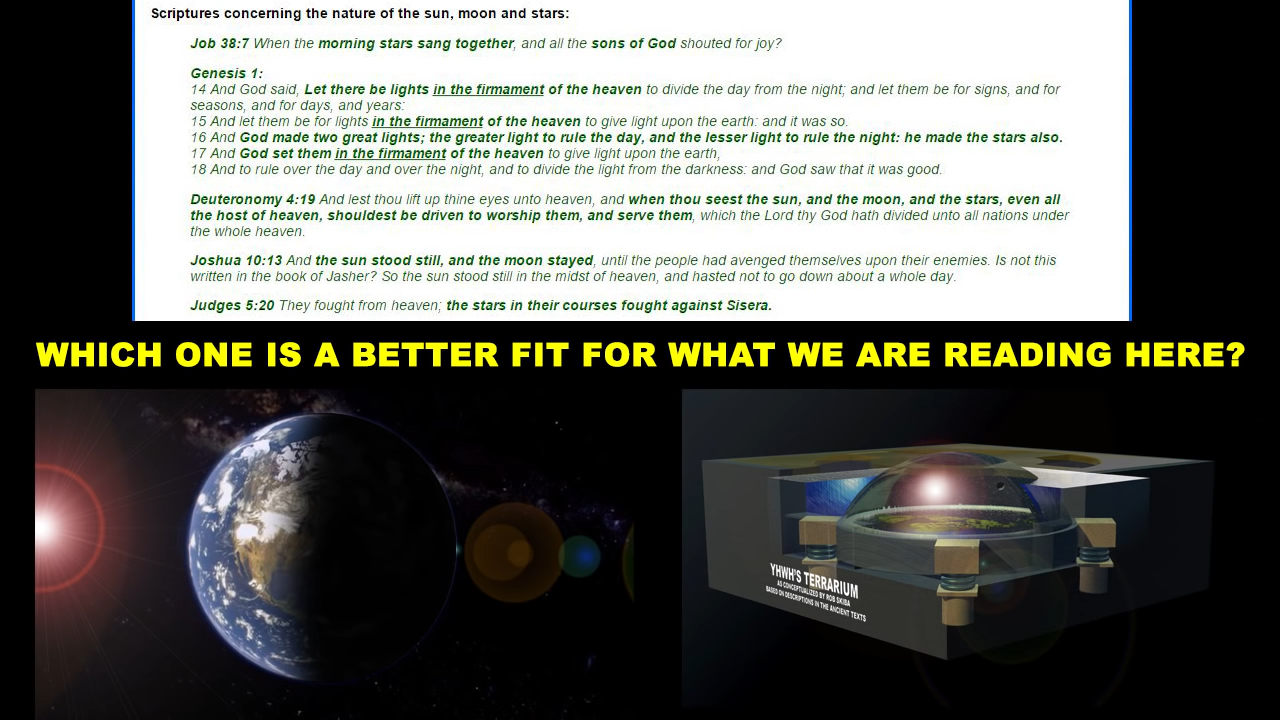 Scriptures concerning the nature of the sun, moon and stars:
Job 38:7 When the morning stars sang together, and all the sons of God shouted for joy?
Genesis 1:
14 And God said, Let there be lights in the firmament of the heaven to divide the day from the night; and let them be for signs, and for
seasons, and for days, and years:
15 And let them be for lights in the firmament of the heaven to give light upon the earth: and it was so.
16 And God made two great lights; the greater light to rule the day, and the lesser light to rule the night: he made the stars also.
17 And God set them in the firmament of the heaven to give light upon the earth,
18 And to rule over the day and over the night, and to divide the light from the darkness: and God saw that it was good.
Deuteronomy 4:19 And lest thou lift up thine eyes unto heaven, and when thou seest the sun, and the moon, and the stars, even all
the host of heaven, shouldest be driven to worship them, and serve them, which the Lord thy God hath divided unto all nations under
the whole heaven.
Joshua 10:13 And the sun stood still, and the moon stayed, until the people had avenged themselves upon their enemies. Is not this
written in the book of Jasher? So the sun stood still in the midst of heaven, and hasted not to go down about a whole day.
Judges 5:20 They fought from heaven; the stars in their courses fought against Sisera.
WHICH ONE IS A BETTER FIT FOR WHAT WE ARE READING HERE?
YHWH'S TERRARIUM
AS CONCEPTUALIZED BY ROB SKIBA
BASED ON DESCRIPTIONS IN THE ANCIENT TEXTS